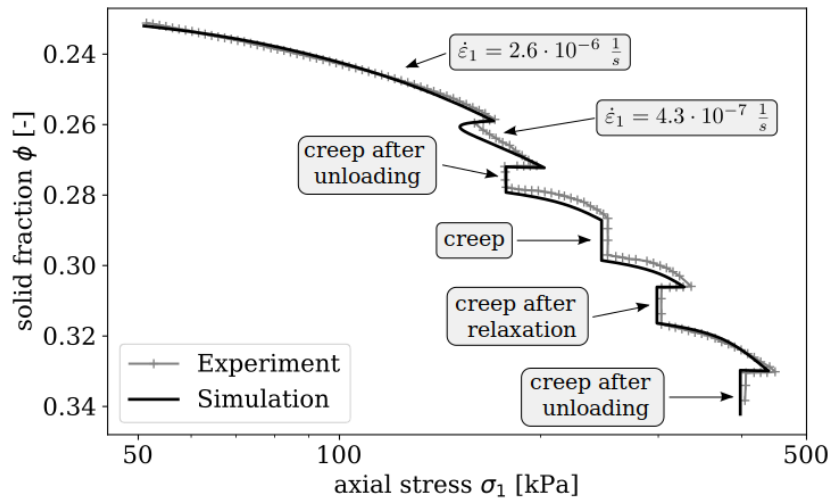 0.24
0.26
0.28
0.30
0.32
0.34
solid fraction ϕ [-]
ε̇₁ = 2.6 · 10⁻⁶ 1/s
ε̇₁ = 4.3 · 10⁻⁷ 1/s
creep after
unloading
creep
creep after
relaxation
creep after
unloading
Experiment
Simulation
50
100
500
axial stress σ₁ [kPa]